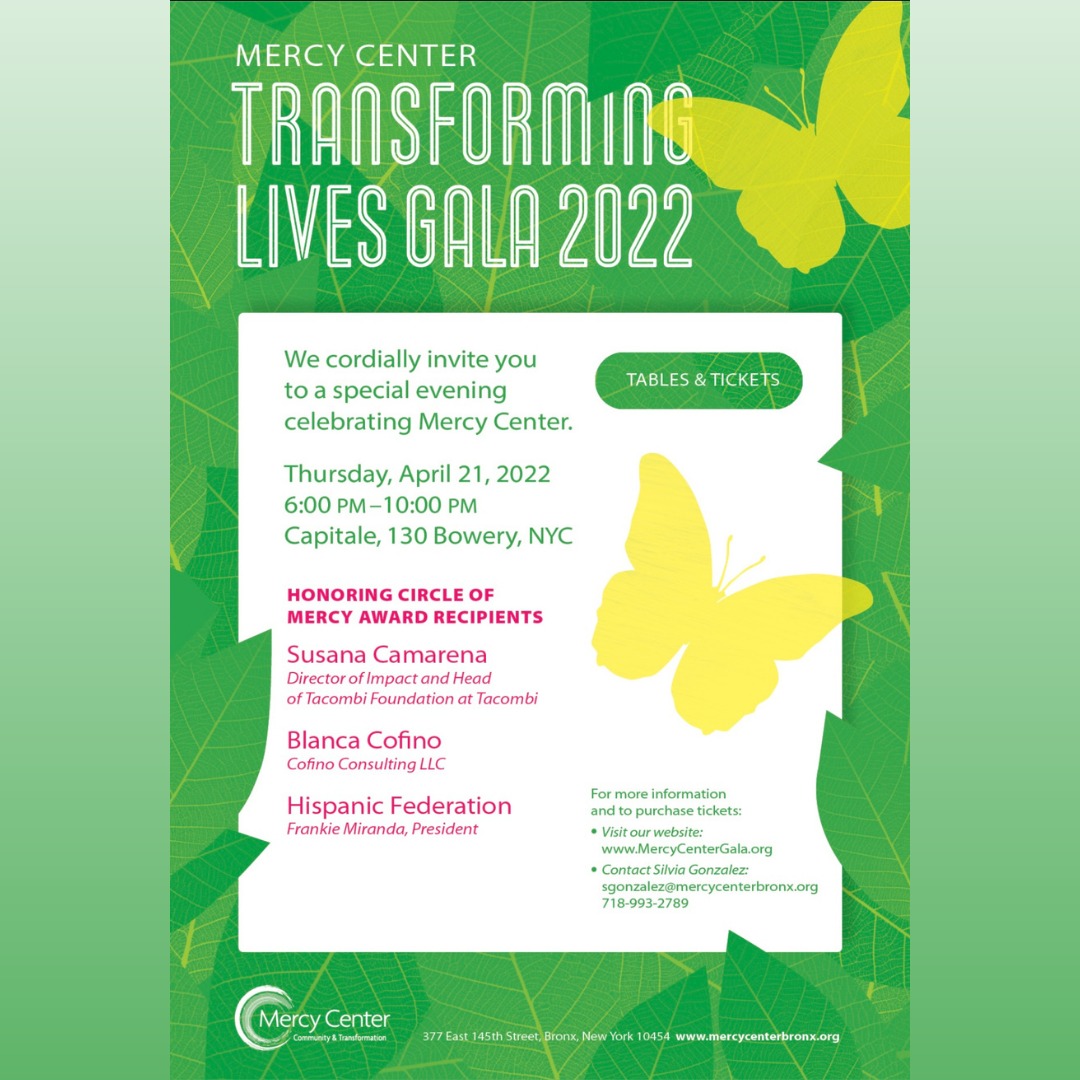 MERCY CENTER
TRANSFORMING
LIVES GALA 2022
We cordially invite you
to a special evening
celebrating Mercy Center.
TABLES & TICKETS
Thursday, April 21, 2022
6:00 PM–10:00 PM
Capitale, 130 Bowery, NYC
HONORING CIRCLE OF
MERCY AWARD RECIPIENTS
Susana Camarena
Director of Impact and Head
of Tacombi Foundation at Tacombi
Blanca Cofino
Cofino Consulting LLC
Hispanic Federation
Frankie Miranda, President
For more information
and to purchase tickets:
• Visit our website:
www.MercyCenterGala.org
• Contact Silvia Gonzalez:
sgonzalez@mercycenterbronx.org
718-993-2789
Mercy Center
Community & Transformation
377 East 145th Street, Bronx, New York 10454 www.mercycenterbronx.org